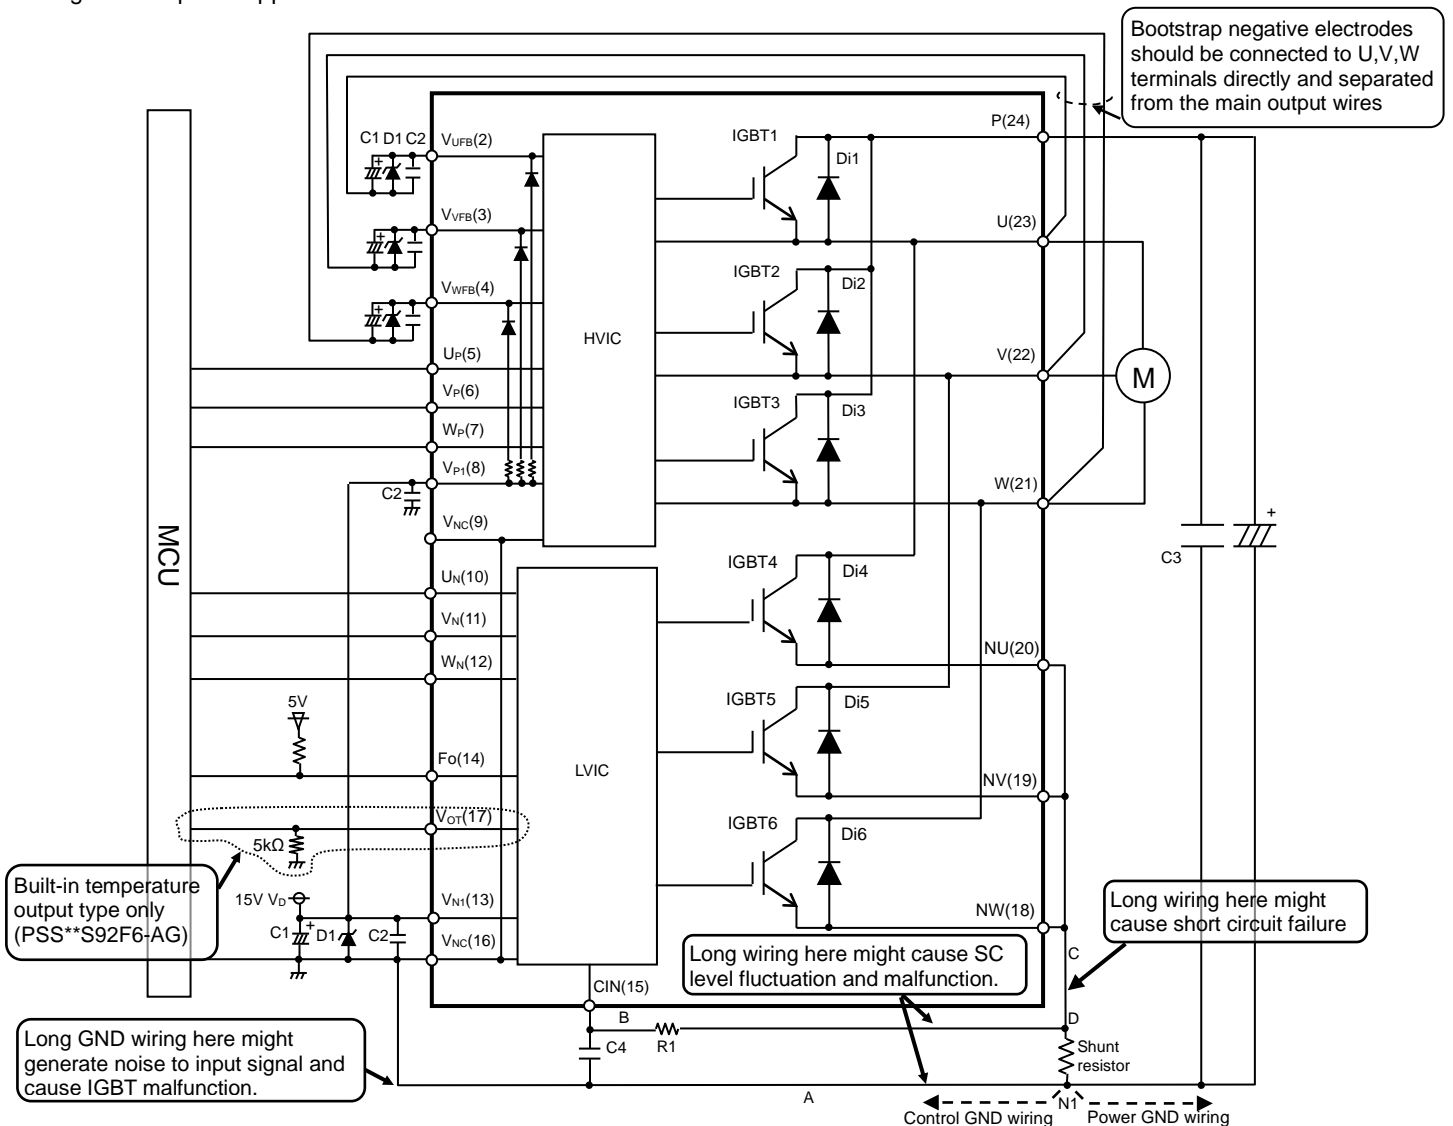 Bootstrap negative electrodes
should be connected to U,V,W
terminals directly and separated
from the main output wires
C1 D1 C2
VUFB(2)
IGBT1
Di1
P(24)
VVFB(3)
U(23)
VWFB(4)
IGBT2
Di2
HVIC
UP(5)
V(22)
M
VP(6)
IGBT3
Di3
WP(7)
VP1(8)
C2
W(21)
VNC(9)
MCU
+
C3
IGBT4
Di4
UN(10)
VN(11)
WN(12)
NU(20)
5V
IGBT5
Di5
Fo(14)
LVIC
NV(19)
VOT(17)
5kΩ
IGBT6
Di6
Built-in temperature
output type only
(PSS**S92F6-AG)
15V VD
VN1(13)
C1
+
D1
C2
VNC(16)
NW(18)
Long wiring here might
cause short circuit failure
Long wiring here might cause SC
level fluctuation and malfunction.
C
CIN(15)
B
R1
D
C4
Shunt
resistor
Long GND wiring here might
generate noise to input signal and
cause IGBT malfunction.
A
N1
Control GND wiring
Power GND wiring